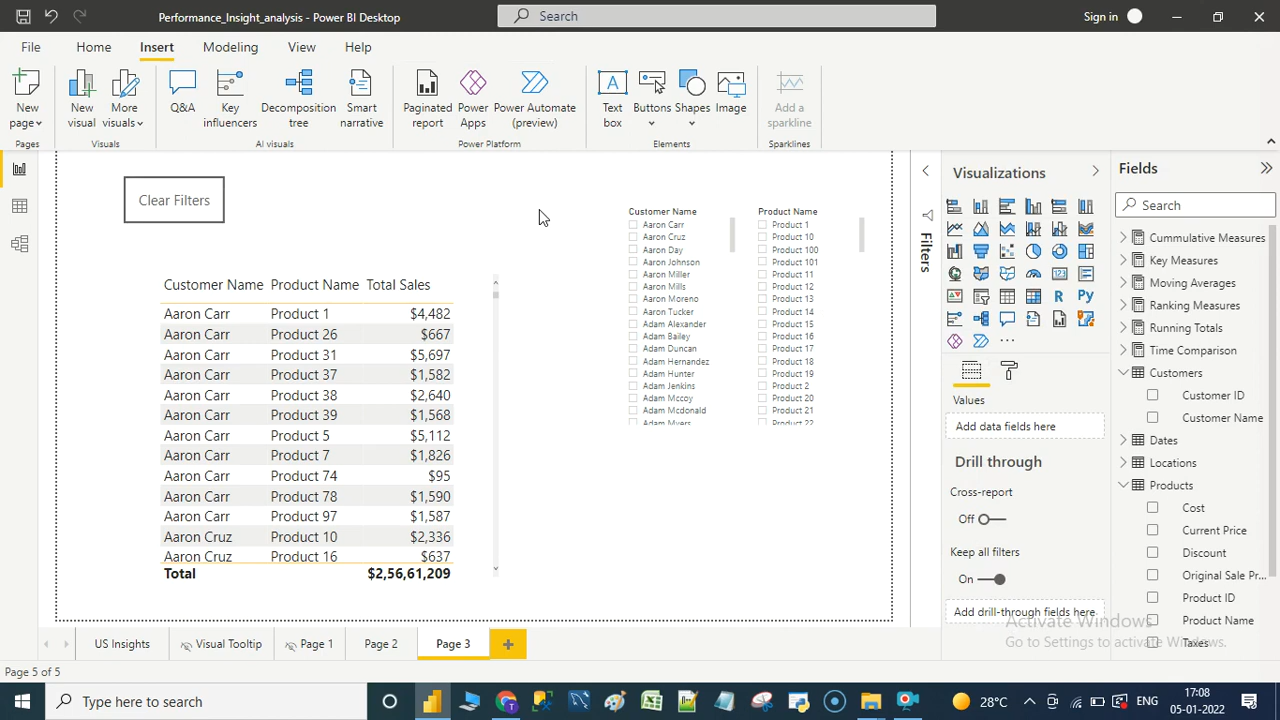 Performance_Insight_analysis - Power BI Desktop
Search
Sign in
File
Home
Insert
Modeling
View
Help
New page
New visual
More visuals
Q&A
Key influencers
Decomposition tree
Smart narrative
Paginated report
Power Apps
Power Automate (preview)
Text box
Buttons
Shapes
Image
Add a sparkline
Pages
Visuals
AI visuals
Power Platform
Elements
Sparklines
Clear Filters
Customer Name Product Name Total Sales
Aaron Carr Product 1 $4,482
Aaron Carr Product 26 $667
Aaron Carr Product 31 $5,697
Aaron Carr Product 37 $1,582
Aaron Carr Product 38 $2,640
Aaron Carr Product 39 $1,568
Aaron Carr Product 5 $5,112
Aaron Carr Product 7 $1,826
Aaron Carr Product 74 $95
Aaron Carr Product 78 $1,590
Aaron Carr Product 97 $1,587
Aaron Cruz Product 10 $2,336
Aaron Cruz Product 16 $637
Total $2,56,61,209
Customer Name
Aaron Carr
Aaron Cruz
Aaron Day
Aaron Johnson
Aaron Miller
Aaron Mills
Aaron Moreno
Aaron Tucker
Adam Alexander
Adam Bailey
Adam Duncan
Adam Hernandez
Adam Hunter
Adam Jenkins
Adam Mccoy
Adam Mcdonald
Adam Myers
Product Name
Product 1
Product 10
Product 100
Product 101
Product 11
Product 12
Product 13
Product 14
Product 15
Product 16
Product 17
Product 18
Product 19
Product 2
Product 20
Product 21
Product 22
Filters
Visualizations
Values
Add data fields here
Drill through
Cross-report
Off
Keep all filters
On
Add drill-through fields here
Fields
Search
Cummulative Measures
Key Measures
Moving Averages
Ranking Measures
Running Totals
Time Comparison
Customers
Customer ID
Customer Name
Dates
Locations
Products
Cost
Current Price
Discount
Original Sale Pr...
Product ID
Product Name
Taxes
Activate Windows
Go to Settings to activate Windows.
US Insights
Visual Tooltip
Page 1
Page 2
Page 3
Page 5 of 5
Type here to search
28°C
ENG
17:08
05-01-2022